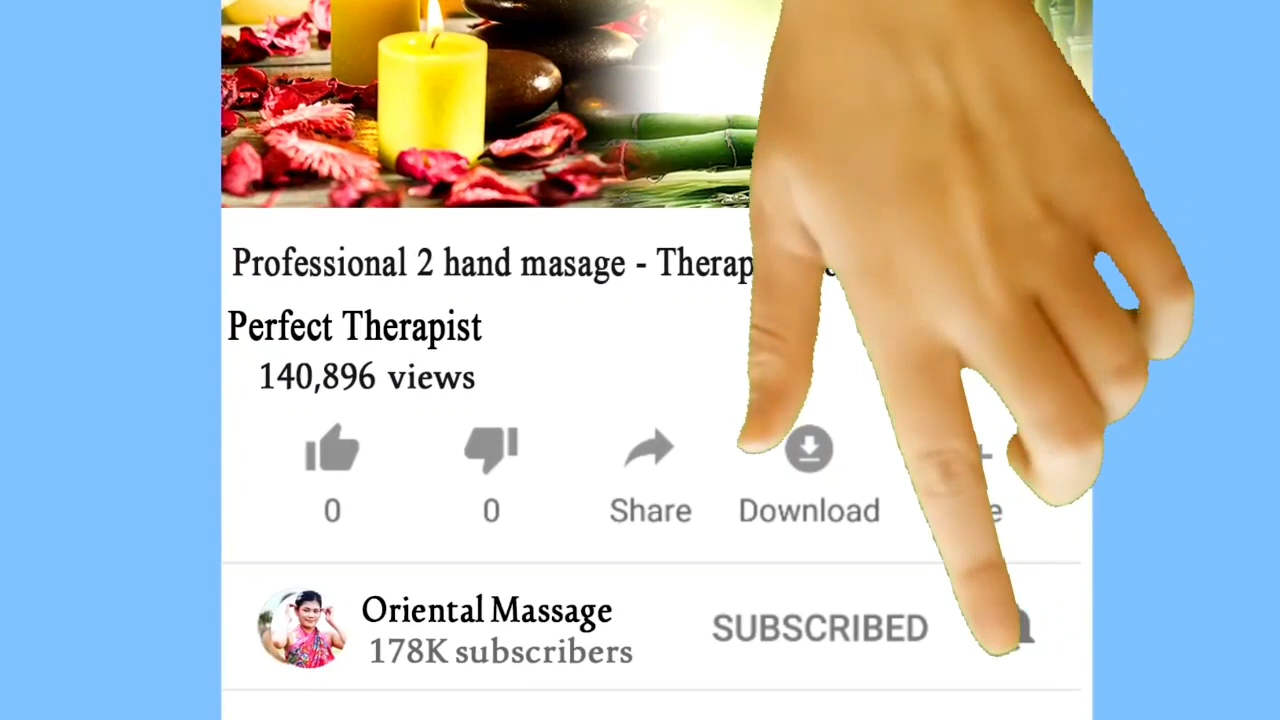 Professional 2 hand masage - Therap
Perfect Therapist
140,896 views
0 0 Share Download
Oriental Massage
SUBSCRIBED
178K subscribers